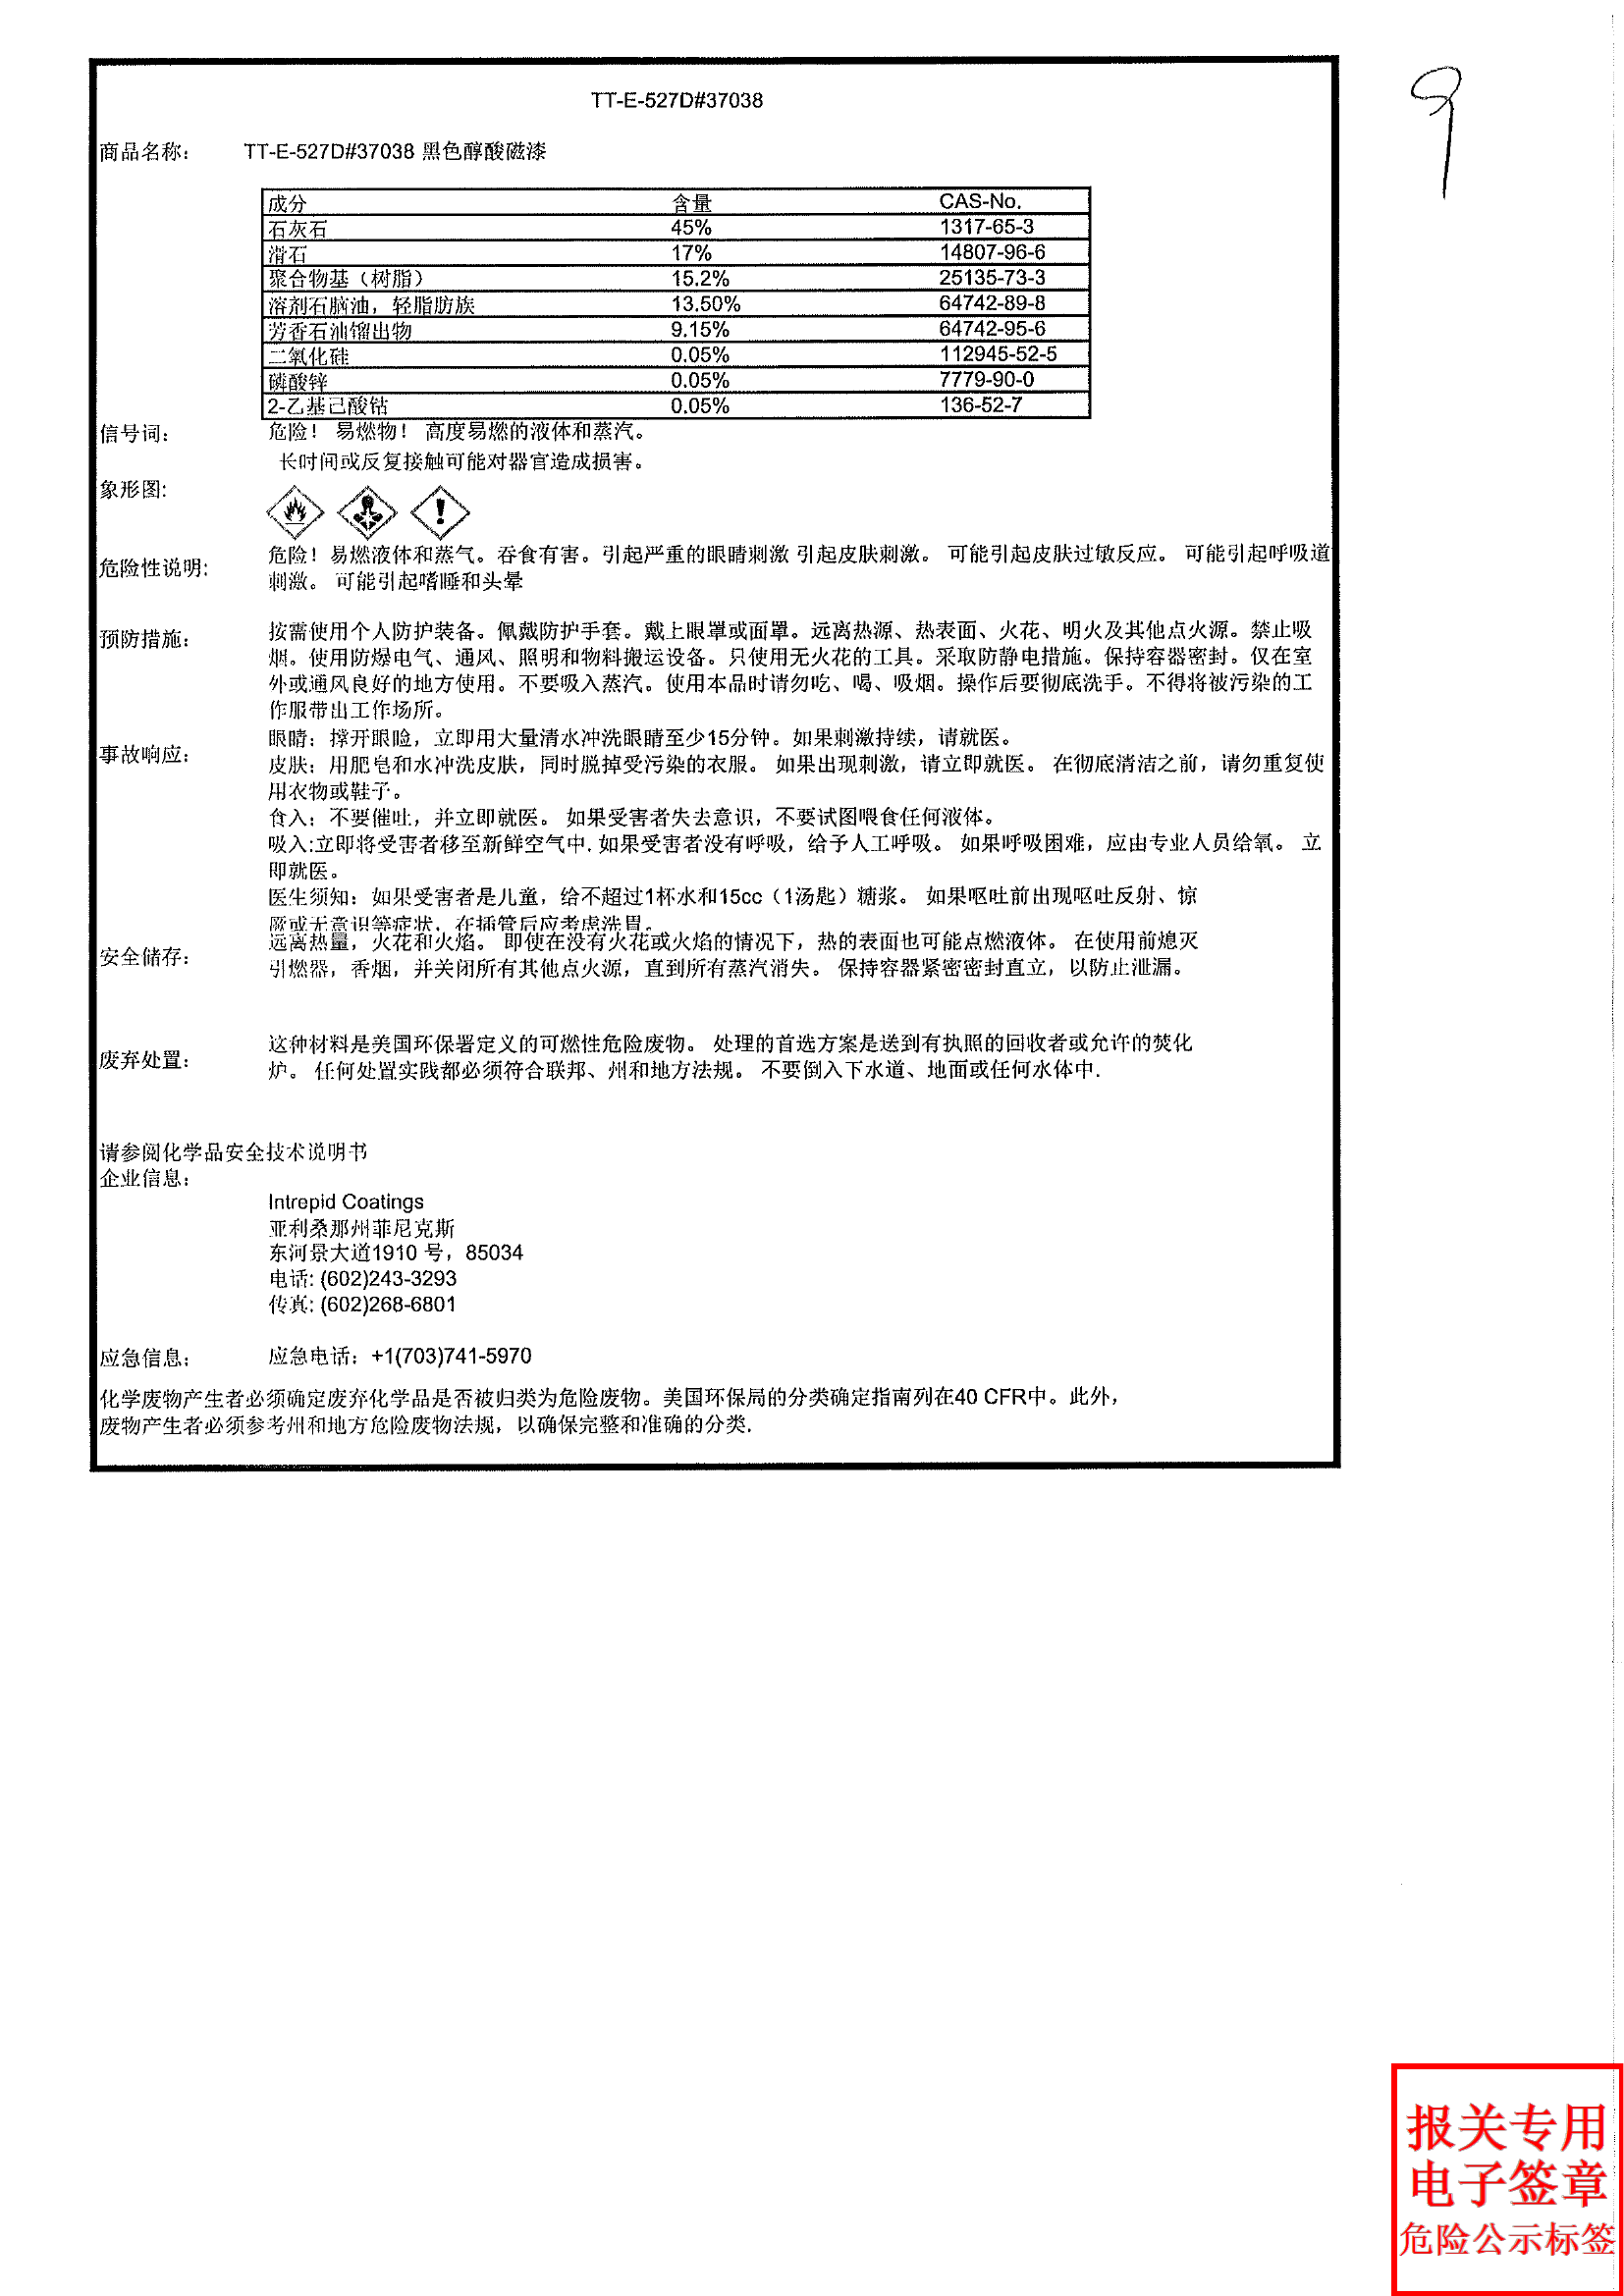 9
TT-E-527D#37038
商品名称： TT-E-527D#37038 黑色醇酸磁漆
成分 含量 CAS-No.
石灰石 45% 1317-65-3
滑石 17% 14807-96-6
聚合物基（树脂） 15.2% 25135-73-3
溶剂石脑油，轻脂肪族 13.50% 64742-89-8
芳香石油馏出物 9.15% 64742-95-6
二氧化硅 0.05% 112945-52-5
磷酸锌 0.05% 7779-90-0
2-乙基己酸钴 0.05% 136-52-7
信号词： 危险！ 易燃物！ 高度易燃的液体和蒸汽。
长时间或反复接触可能对器官造成损害。
象形图:
危险性说明: 危险！易燃液体和蒸气。吞食有害。引起严重的眼睛刺激 引起皮肤刺激。 可能引起皮肤过敏反应。 可能引起呼吸道
刺激。 可能引起嗜睡和头晕
预防措施： 按需使用个人防护装备。佩戴防护手套。戴上眼罩或面罩。远离热源、热表面、火花、明火及其他点火源。禁止吸
烟。使用防爆电气、通风、照明和物料搬运设备。只使用无火花的工具。采取防静电措施。保持容器密封。仅在室
外或通风良好的地方使用。不要吸入蒸汽。使用本品时请勿吃、喝、吸烟。操作后要彻底洗手。不得将被污染的工
作服带出工作场所。
事故响应： 眼睛：撑开眼睑，立即用大量清水冲洗眼睛至少15分钟。如果刺激持续，请就医。
皮肤：用肥皂和水冲洗皮肤，同时脱掉受污染的衣服。 如果出现刺激，请立即就医。 在彻底清洁之前，请勿重复使
用衣物或鞋子。
食入：不要催吐，并立即就医。 如果受害者失去意识，不要试图喂食任何液体。
吸入:立即将受害者移至新鲜空气中. 如果受害者没有呼吸，给予人工呼吸。 如果呼吸困难，应由专业人员给氧。 立
即就医。
医生须知：如果受害者是儿童，给不超过1杯水和15cc（1汤匙）糖浆。 如果呕吐前出现呕吐反射、惊
厥或无意识等症状，在插管后应考虑洗胃。
安全储存： 远离热量，火花和火焰。 即使在没有火花或火焰的情况下，热的表面也可能点燃液体。 在使用前熄灭
引燃器，香烟，并关闭所有其他点火源，直到所有蒸汽消失。 保持容器紧密密封直立，以防止泄漏。
废弃处置： 这种材料是美国环保署定义的可燃性危险废物。 处理的首选方案是送到有执照的回收者或允许的焚化
炉。 任何处置实践都必须符合联邦、州和地方法规。 不要倒入下水道、地面或任何水体中.
请参阅化学品安全技术说明书
企业信息：
Intrepid Coatings
亚利桑那州菲尼克斯
东河景大道1910 号，85034
电话: (602)243-3293
传真: (602)268-6801
应急信息： 应急电话：+1(703)741-5970
化学废物产生者必须确定废弃化学品是否被归类为危险废物。美国环保局的分类确定指南列在40 CFR中。此外，
废物产生者必须参考州和地方危险废物法规，以确保完整和准确的分类.
报关专用
电子签章
危险公示标签